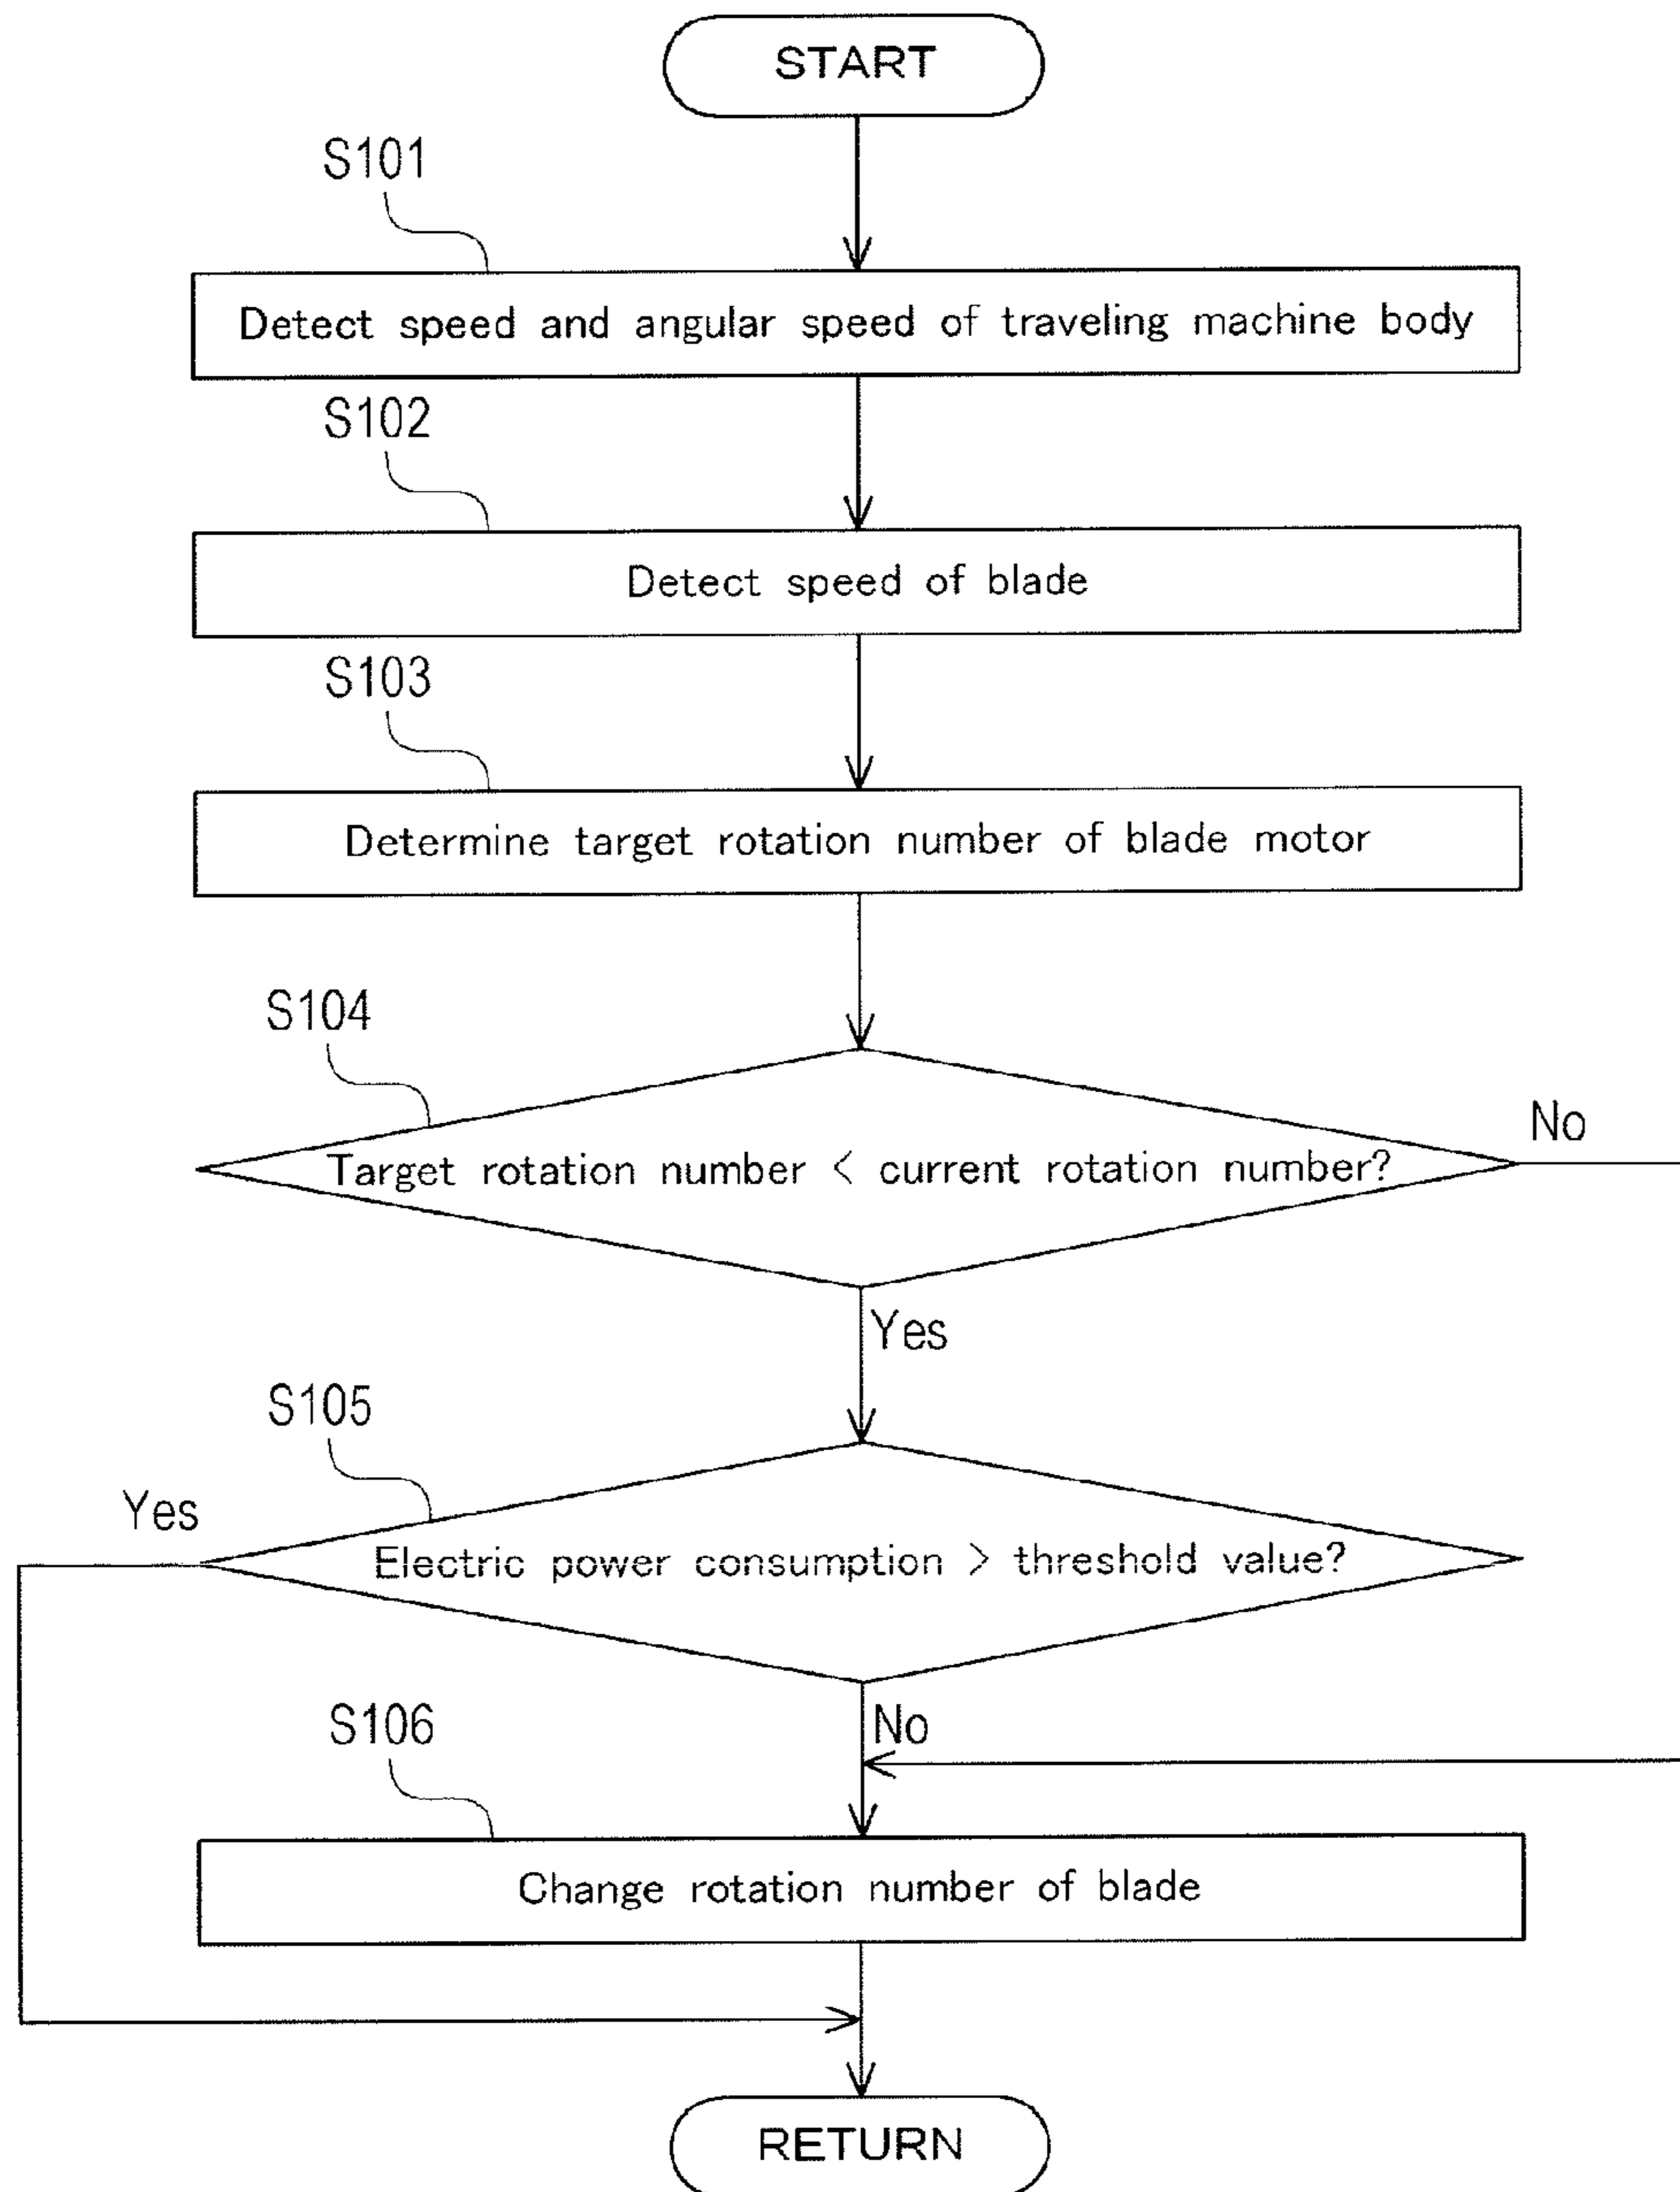 START
S101
Detect speed and angular speed of traveling machine body
S102
Detect speed of blade
S103
Determine target rotation number of blade motor
S104
Target rotation number < current rotation number?
No
Yes
S105
Yes
Electric power consumption > threshold value?
No
S106
Change rotation number of blade
RETURN